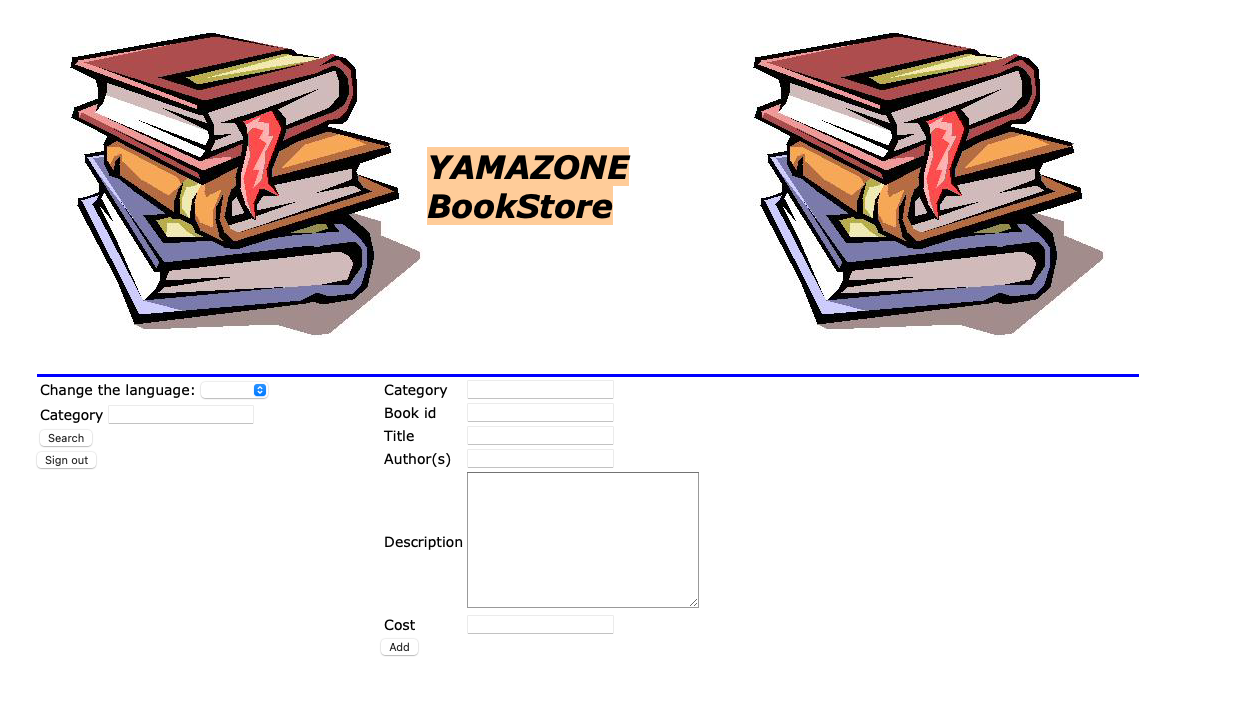 YAMAZONE
BookStore
Change the language:
Category
Search
Sign out
Category
Book id
Title
Author(s)
Description
Cost
Add